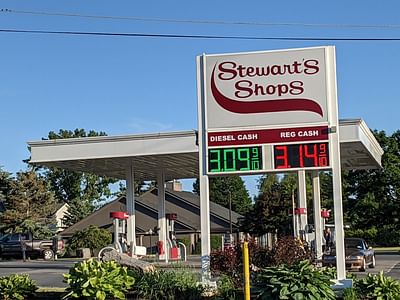 Stewart's
Shops
DIESEL CASH REG CASH
3.09 9/10 3.14 9/10